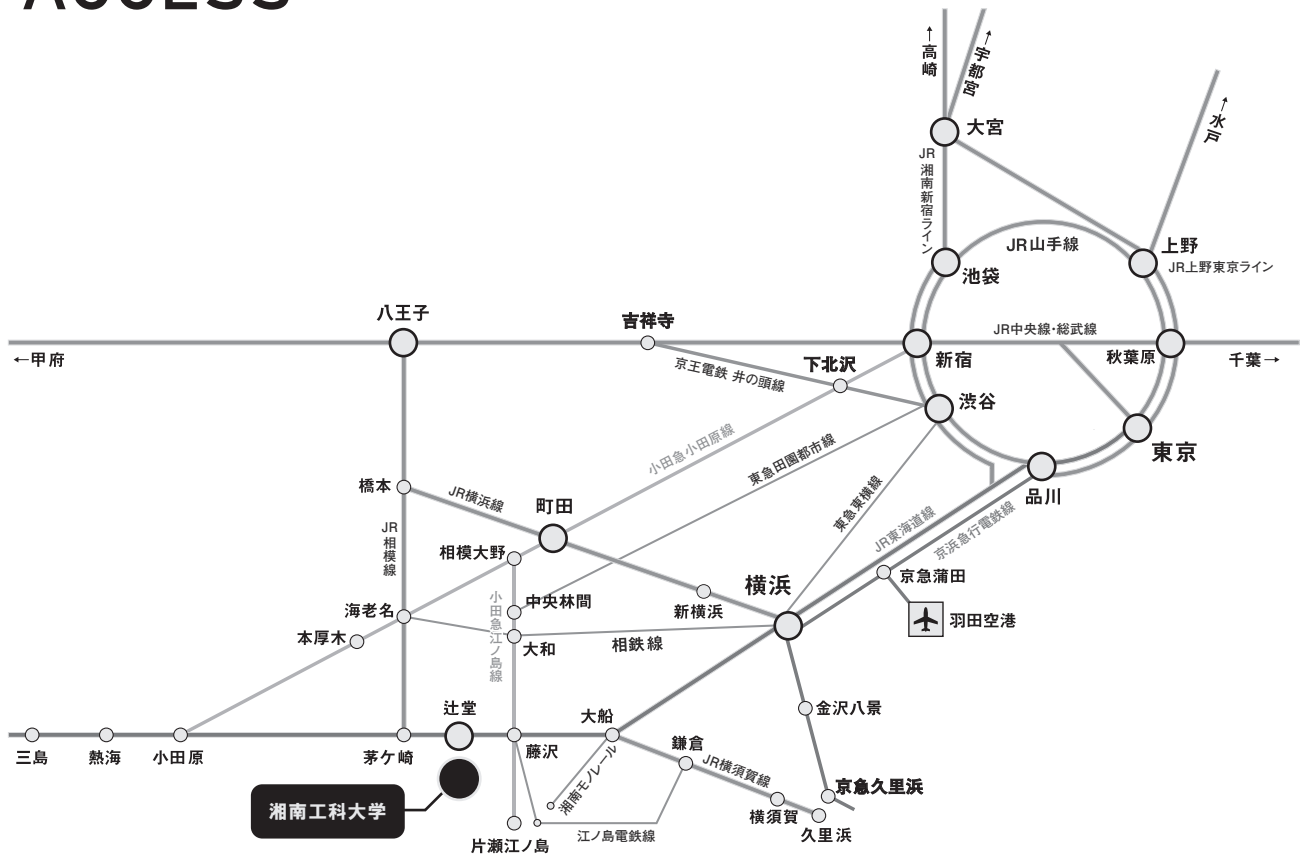 ACCESS
←高崎
→宇都宮
→水戸
大宮
JR湘南新宿ライン
池袋
JR山手線
上野
JR上野東京ライン
八王子
吉祥寺
JR中央線・総武線
←甲府
京王電鉄 井の頭線
下北沢
新宿
秋葉原
千葉→
渋谷
東京
小田急小田原線
東急田園都市線
品川
橋本
JR横浜線
町田
東急東横線
JR東海道線
京浜急行電鉄線
JR相模線
相模大野
横浜
京急蒲田
海老名
小田急江ノ島線
中央林間
新横浜
羽田空港
本厚木
大和
相鉄線
辻堂
大船
金沢八景
三島
熱海
小田原
茅ケ崎
藤沢
鎌倉
JR横須賀線
湘南モノレール
京急久里浜
湘南工科大学
横須賀
久里浜
片瀬江ノ島
江ノ島電鉄線